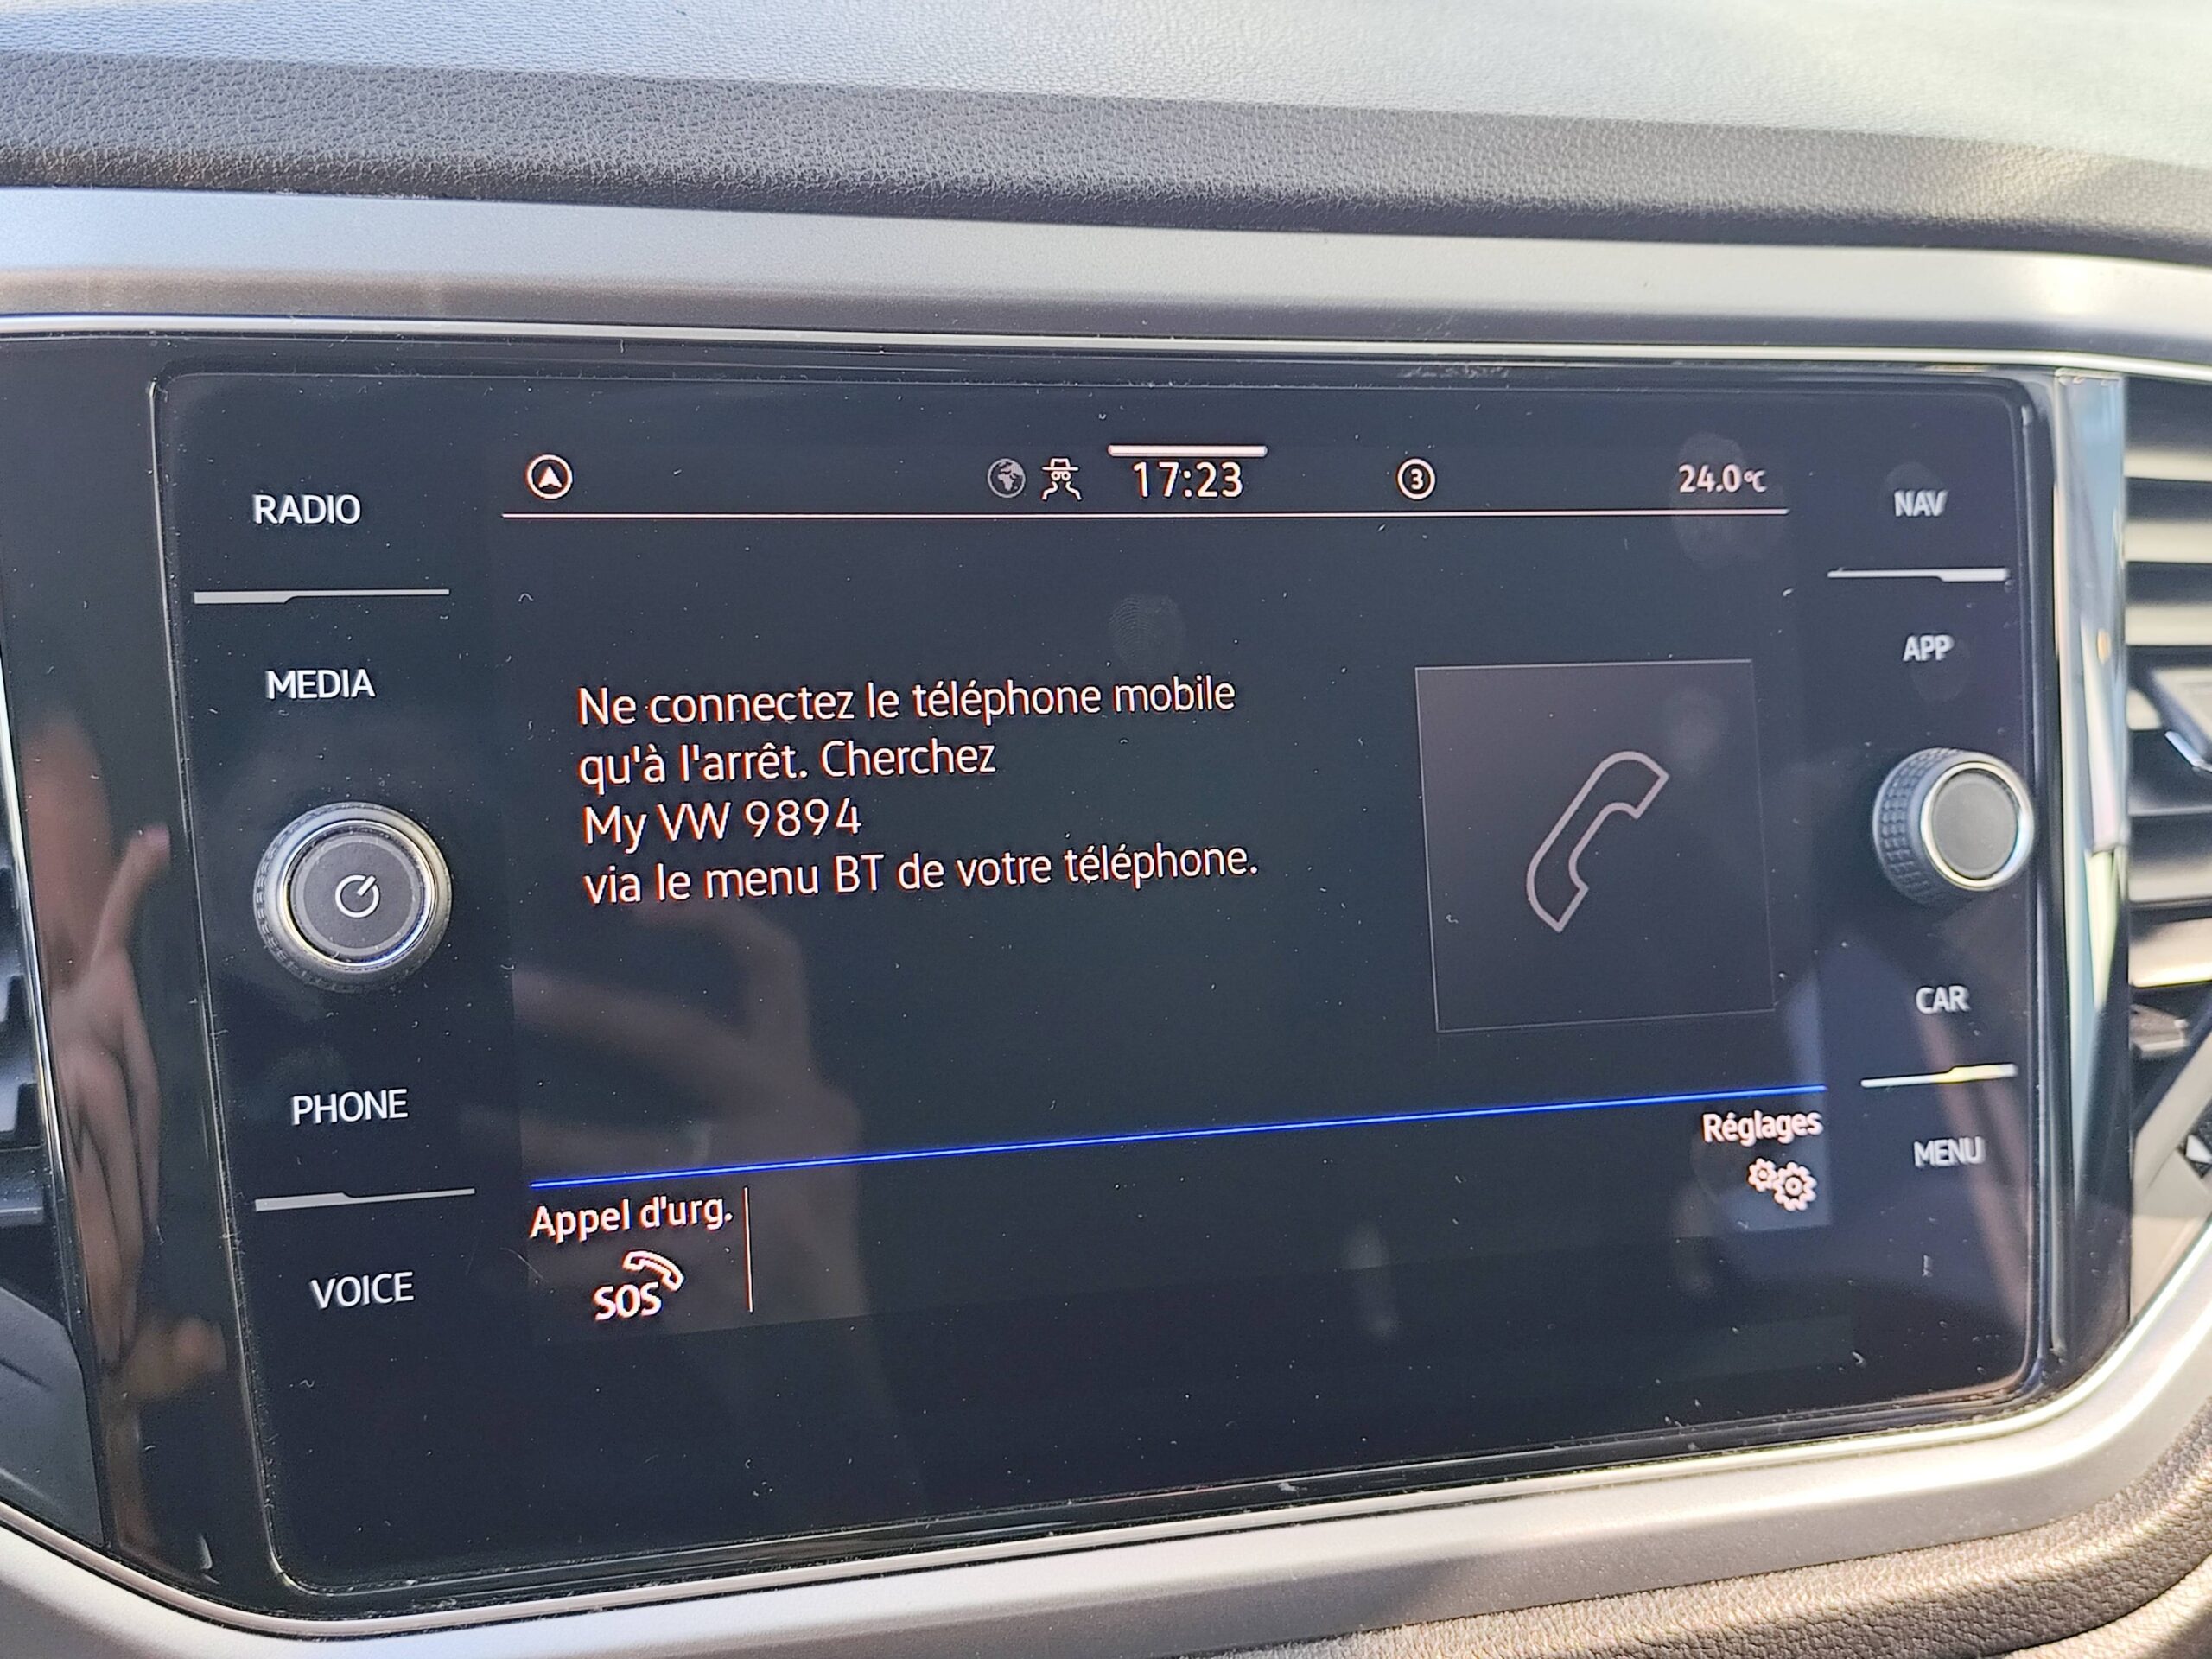 RADIO
MEDIA
PHONE
VOICE
17:23
3
24.0°C
Ne connectez le téléphone mobile
qu'à l'arrêt. Cherchez
My VW 9894
via le menu BT de votre téléphone.
Réglages
Appel d'urg.
SOS
NAV
APP
CAR
MENU